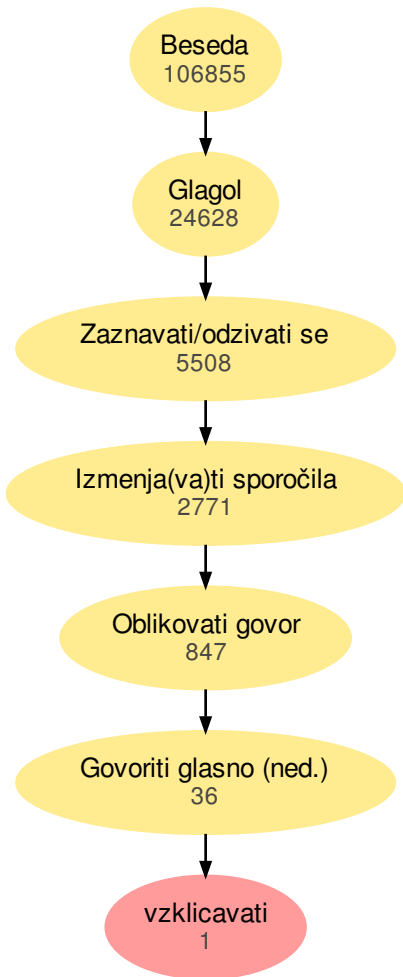 Beseda
106855
Glagol
24628
Zaznavati/odzivati se
5508
Izmenja(va)ti sporočila
2771
Oblikovati govor
847
Govoriti glasno (ned.)
36
vzklicavati
1